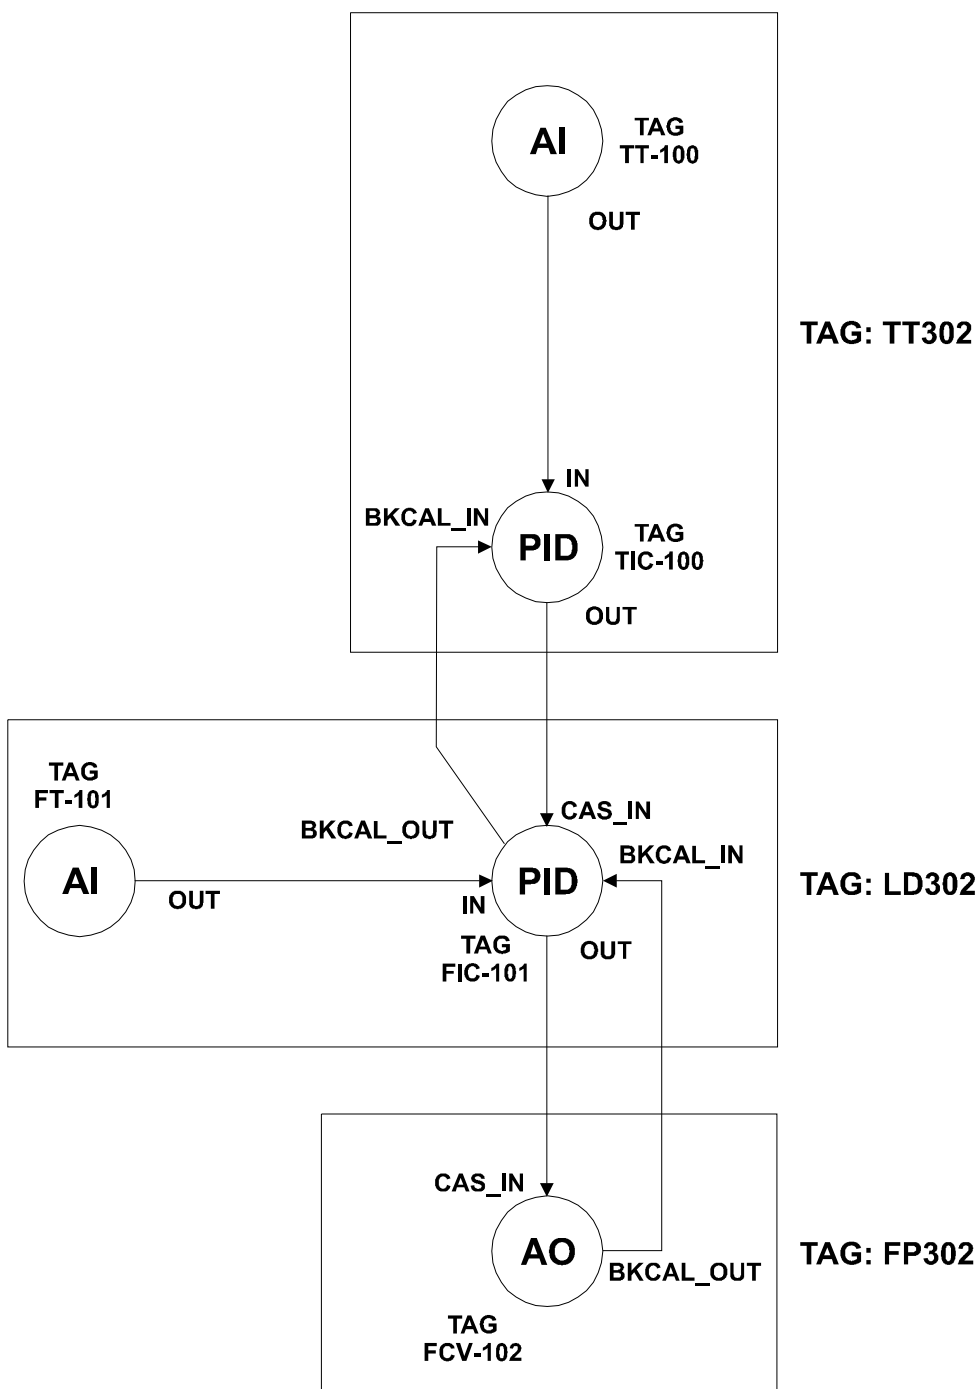 AI
TAG
TT-100
OUT
TAG: TT302
IN
BKCAL_IN
PID
TAG
TIC-100
OUT
TAG
FT-101
CAS_IN
BKCAL_OUT
BKCAL_IN
AI
PID
TAG: LD302
OUT
IN
TAG
FIC-101
OUT
CAS_IN
AO
TAG: FP302
BKCAL_OUT
TAG
FCV-102